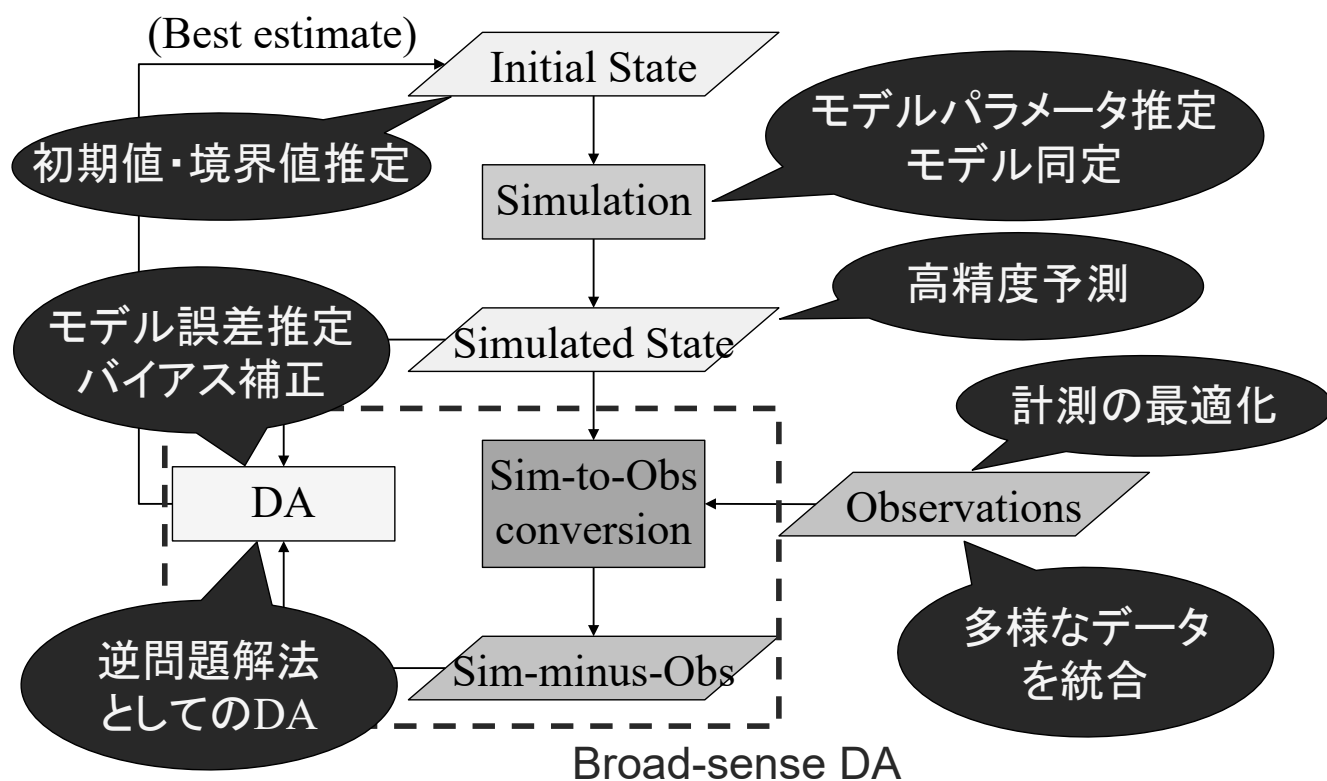 (Best estimate)
Initial State
初期値・境界値推定
モデルパラメータ推定
モデル同定
Simulation
高精度予測
モデル誤差推定
バイアス補正
Simulated State
計測の最適化
DA
Sim-to-Obs
conversion
Observations
逆問題解法
としてのDA
Sim-minus-Obs
多様なデータ
を統合
Broad-sense DA